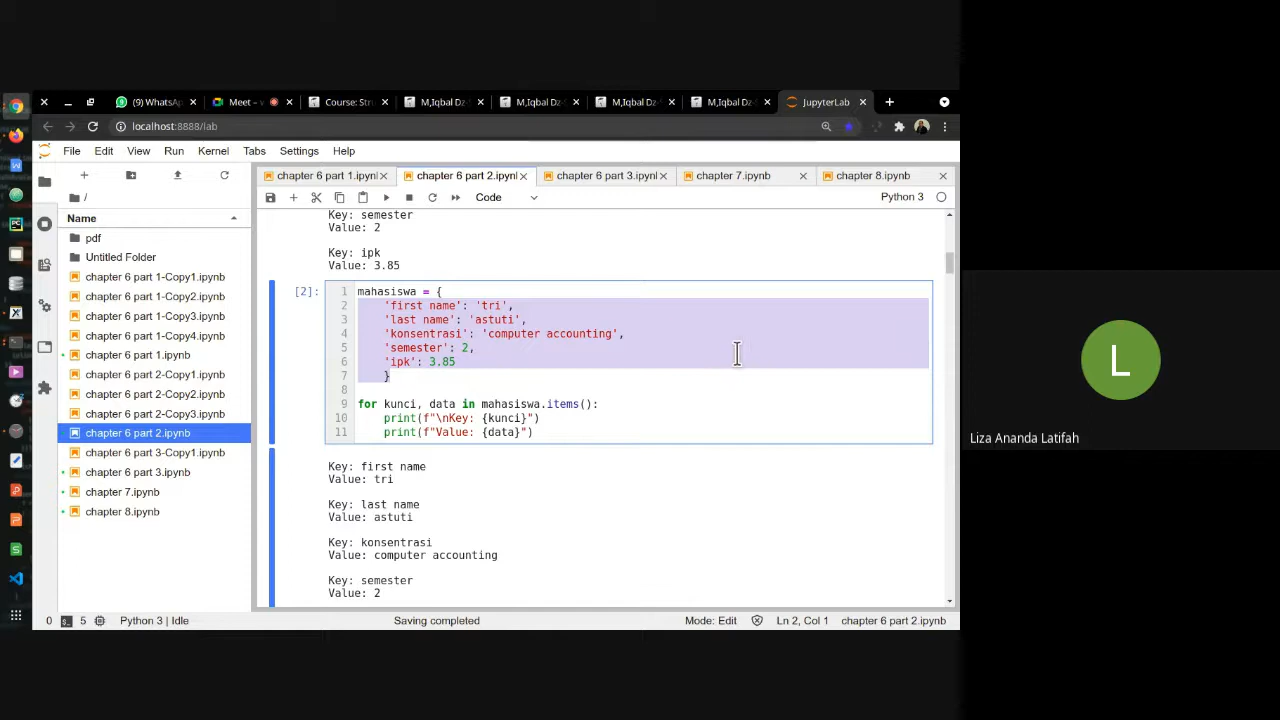 (9) WhatsA
Meet –
Course: Str
M,Iqbal Dz
M,Iqbal Dz
M,Iqbal Dz
M,Iqbal Dz
JupyterLab
localhost:8888/lab
File Edit View Run Kernel Tabs Settings Help
chapter 6 part 1.ipynl
chapter 6 part 2.ipynl
chapter 6 part 3.ipynl
chapter 7.ipynb
chapter 8.ipynb
/
Code
Python 3
Name
pdf
Untitled Folder
chapter 6 part 1-Copy1.ipynb
chapter 6 part 1-Copy2.ipynb
chapter 6 part 1-Copy3.ipynb
chapter 6 part 1-Copy4.ipynb
chapter 6 part 1.ipynb
chapter 6 part 2-Copy1.ipynb
chapter 6 part 2-Copy2.ipynb
chapter 6 part 2-Copy3.ipynb
chapter 6 part 2.ipynb
chapter 6 part 3-Copy1.ipynb
chapter 6 part 3.ipynb
chapter 7.ipynb
chapter 8.ipynb
Key: semester
Value: 2
Key: ipk
Value: 3.85
[2]:
1 mahasiswa = {
2 'first name': 'tri',
3 'last name': 'astuti',
4 'konsentrasi': 'computer accounting',
5 'semester': 2,
6 'ipk': 3.85
7 }
8
9 for kunci, data in mahasiswa.items():
10 print(f"\nKey: {kunci}")
11 print(f"Value: {data}")
Key: first name
Value: tri
Key: last name
Value: astuti
Key: konsentrasi
Value: computer accounting
Key: semester
Value: 2
0 5 Python 3 | Idle Saving completed Mode: Edit Ln 2, Col 1 chapter 6 part 2.ipynb
L
Liza Ananda Latifah